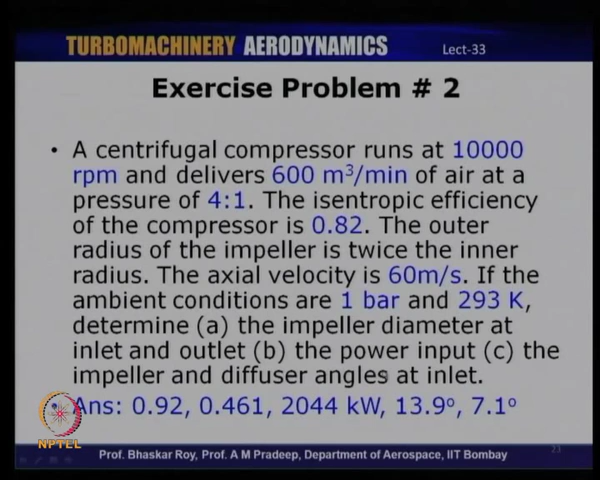 TURBOMACHINERY AERODYNAMICS Lect-33
Exercise Problem # 2
• A centrifugal compressor runs at 10000
rpm and delivers 600 m³/min of air at a
pressure of 4:1. The isentropic efficiency
of the compressor is 0.82. The outer
radius of the impeller is twice the inner
radius. The axial velocity is 60m/s. If the
ambient conditions are 1 bar and 293 K,
determine (a) the impeller diameter at
inlet and outlet (b) the power input (c) the
impeller and diffuser angles at inlet.
Ans: 0.92, 0.461, 2044 kW, 13.9°, 7.1°
NPTEL
Prof. Bhaskar Roy, Prof. A M Pradeep, Department of Aerospace, IIT Bombay
23